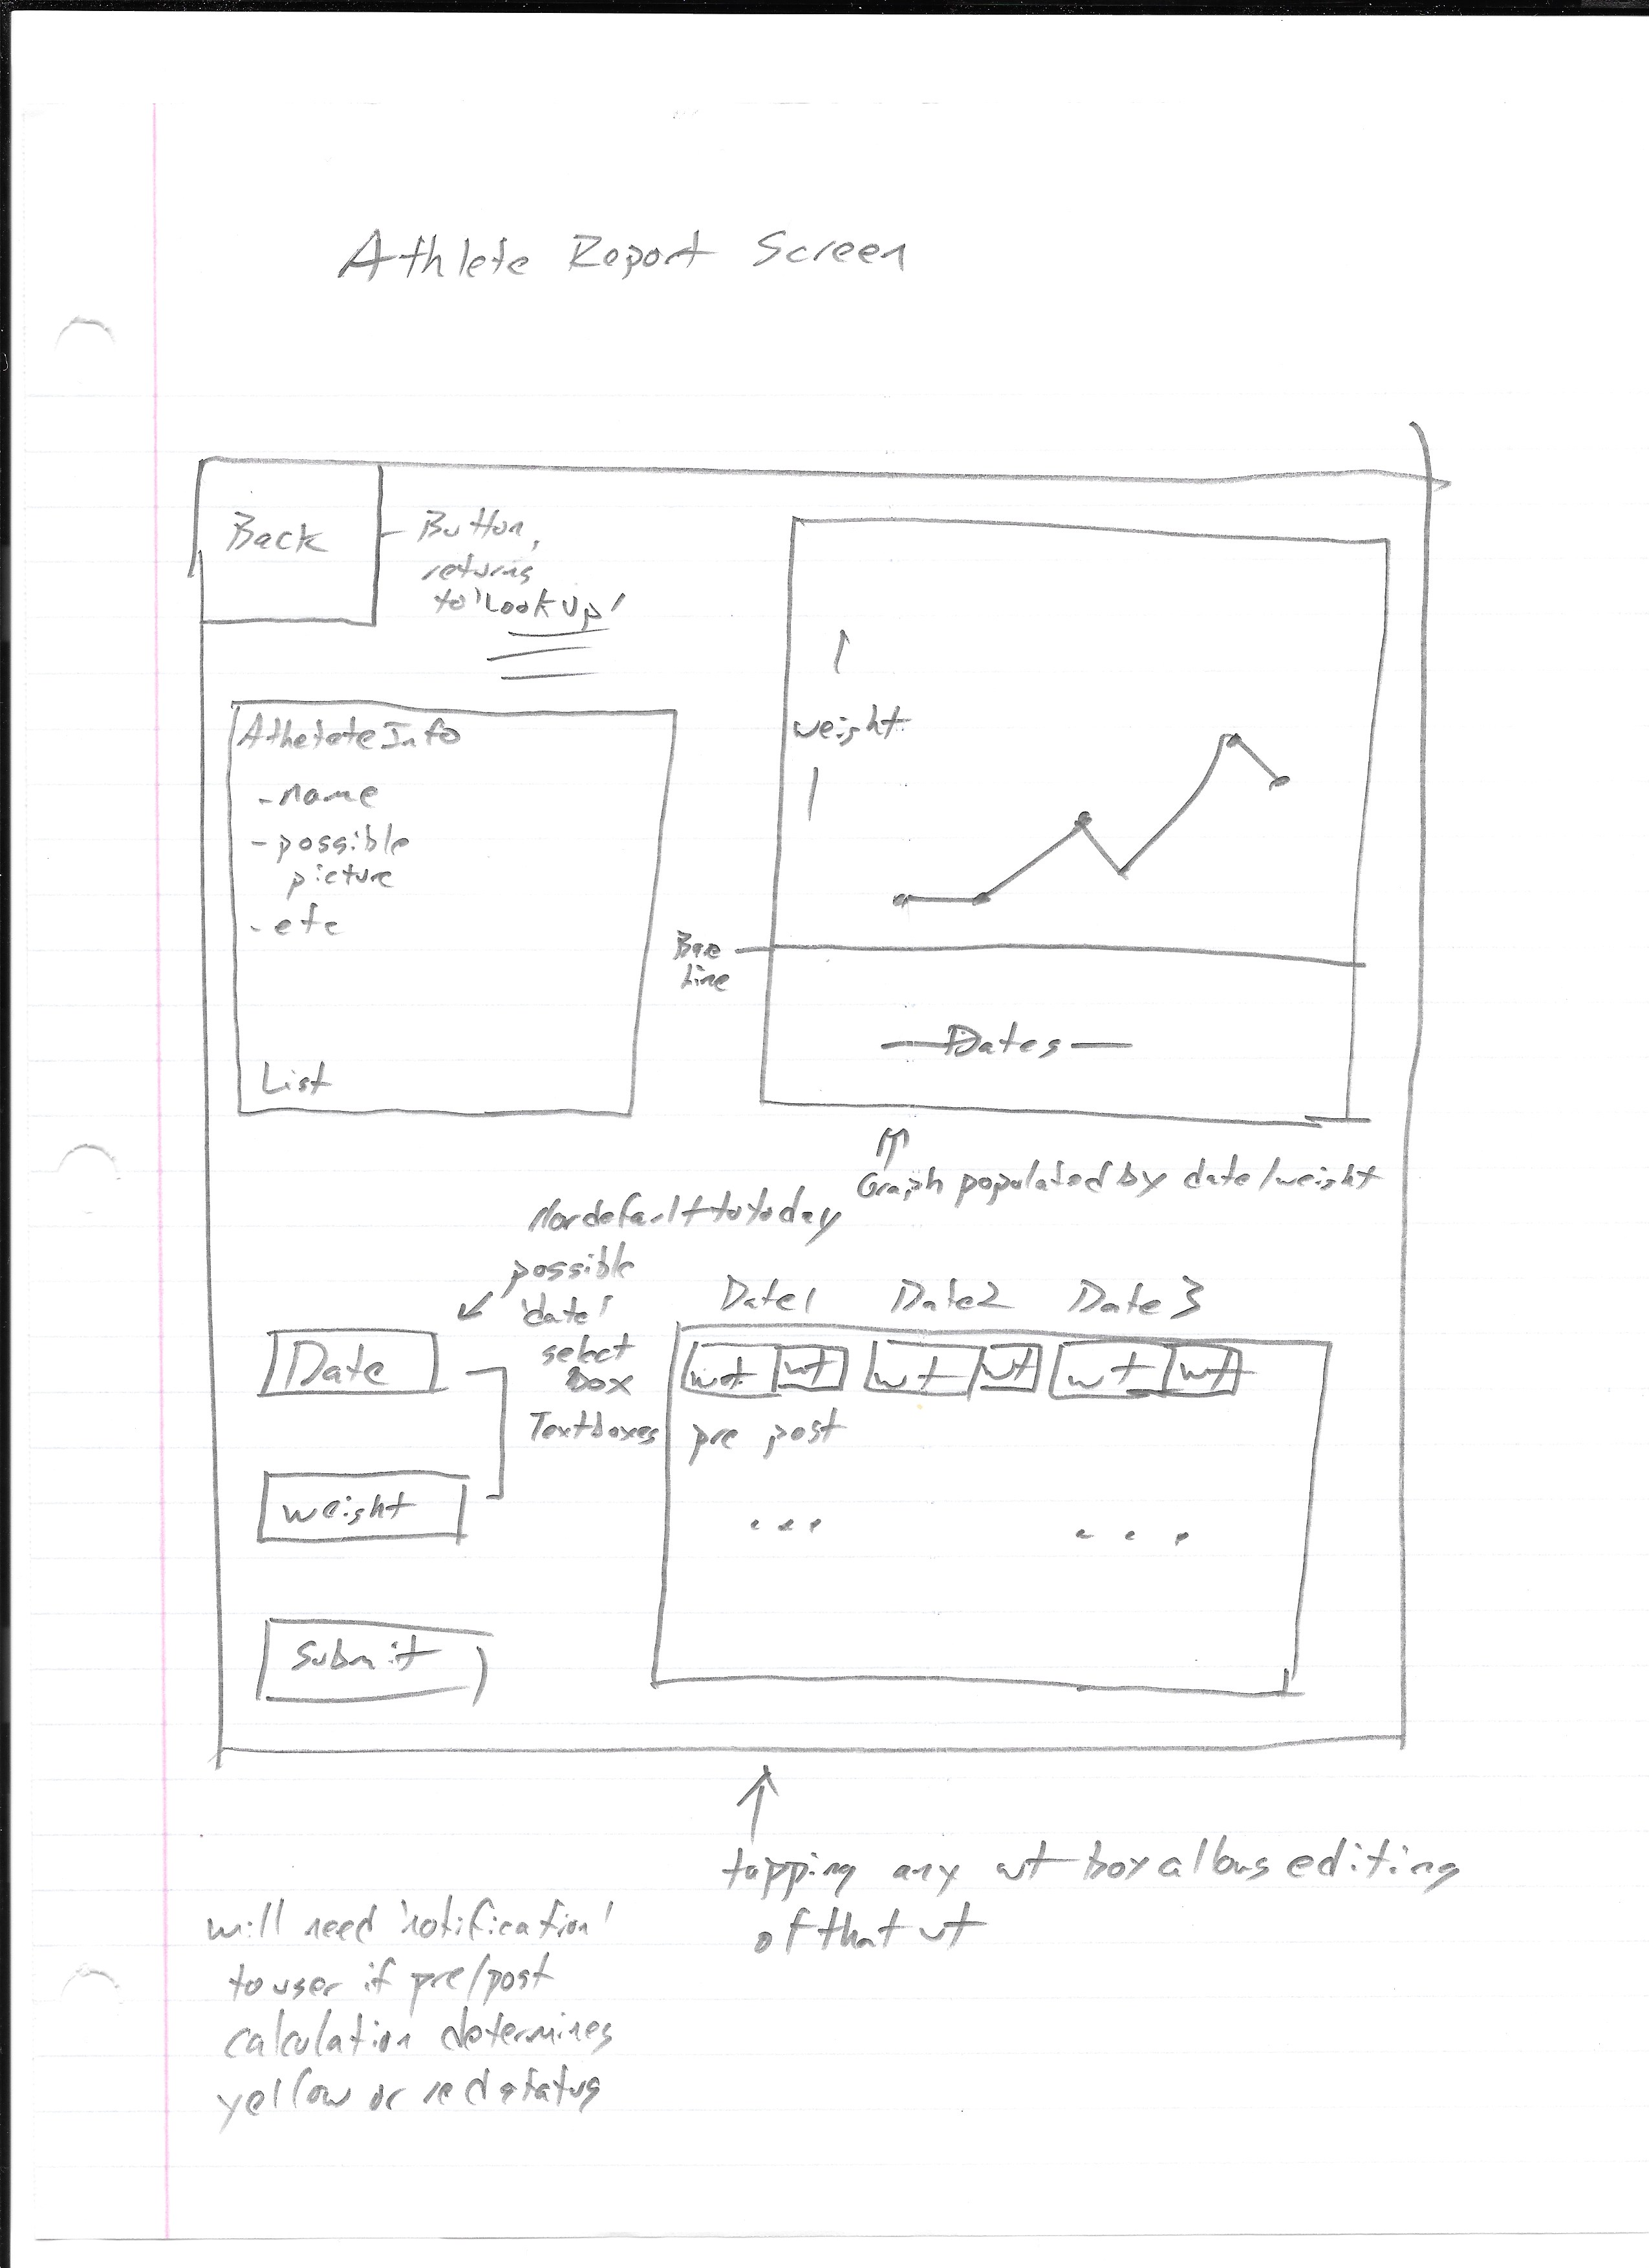 Athlete Report Screen
Back
Button,
returns
to 'Look up'
Athetete Info
-name
-possible
picture
-etc
List
weight
Base
Line
Dates
Graph populated by date/weight
default to today
possible
'date'
select
Box
Textboxes
Date
weight
Submit
Date1 Date2 Date3
wt wt wt wt wt wt
pre post
...
...
tapping any wt box allows editing
of that wt
will need 'notification'
to user if pre/post
calculation determines
yellow or red status